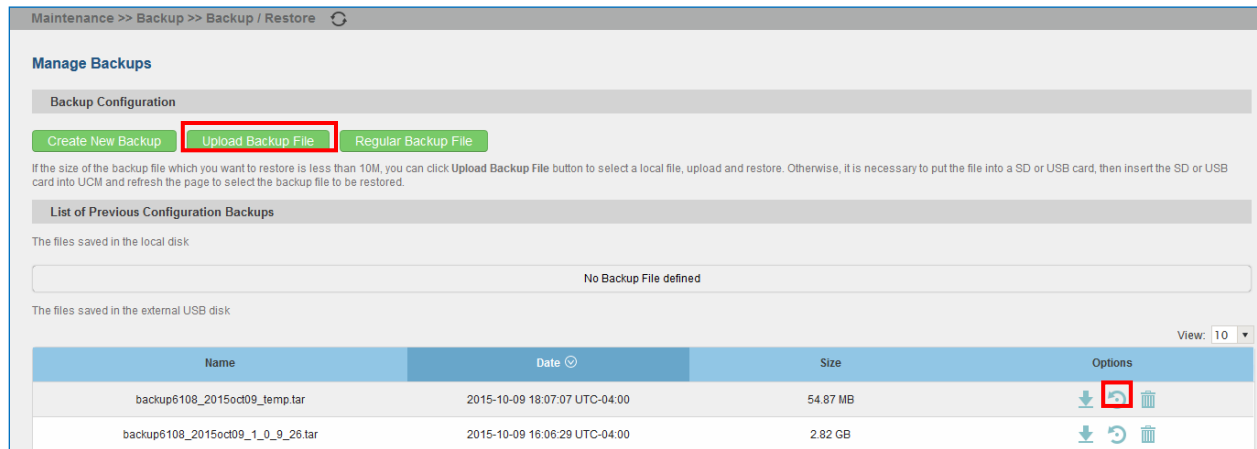 Maintenance >> Backup >> Backup / Restore
Manage Backups
Backup Configuration
Create New Backup Upload Backup File Regular Backup File
If the size of the backup file which you want to restore is less than 10M, you can click Upload Backup File button to select a local file, upload and restore. Otherwise, it is necessary to put the file into a SD or USB card, then insert the SD or USB
card into UCM and refresh the page to select the backup file to be restored.
List of Previous Configuration Backups
The files saved in the local disk
No Backup File defined
The files saved in the external USB disk
View: 10
Name Date Size Options
backup6108_2015oct09_temp.tar 2015-10-09 18:07:07 UTC-04:00 54.87 MB
backup6108_2015oct09_1_0_9_26.tar 2015-10-09 16:06:29 UTC-04:00 2.82 GB